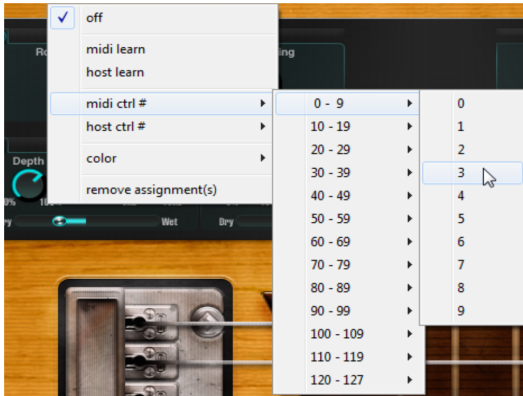 off
midi learn
host learn
midi ctrl #
host ctrl #
color
remove assignment(s)
0 - 9
10 - 19
20 - 29
30 - 39
40 - 49
50 - 59
60 - 69
70 - 79
80 - 89
90 - 99
100 - 109
110 - 119
120 - 127
0
1
2
3
4
5
6
7
8
9
Depth
Wet
Dry